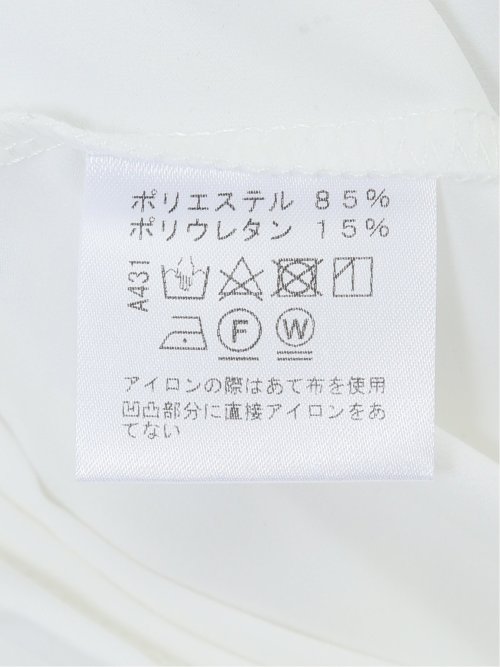 ポリエステル 85%
ポリウレタン 15%
A431
F W
アイロンの際はあて布を使用
凹凸部分に直接アイロンをあ
てない